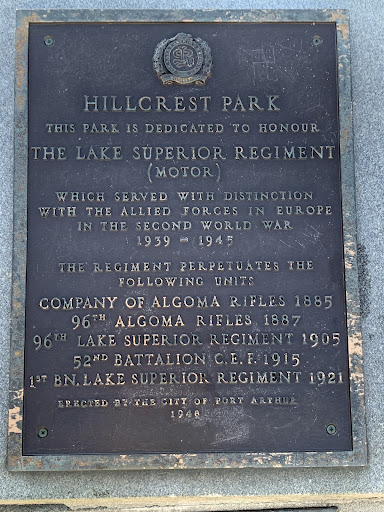 HILLCREST PARK
THIS PARK IS DEDICATED TO HONOUR
THE LAKE SUPERIOR REGIMENT
(MOTOR)
WHICH SERVED WITH DISTINCTION
WITH THE ALLIED FORCES IN EUROPE
IN THE SECOND WORLD WAR
1939 - 1945
THE REGIMENT PERPETUATES THE
FOLLOWING UNITS
COMPANY OF ALGOMA RIFLES 1885
96TH ALGOMA RIFLES 1887
96TH LAKE SUPERIOR REGIMENT 1905
52ND BATTALION C.E.F. 1915
1ST BN. LAKE SUPERIOR REGIMENT 1921
ERECTED BY THE CITY OF PORT ARTHUR
1948